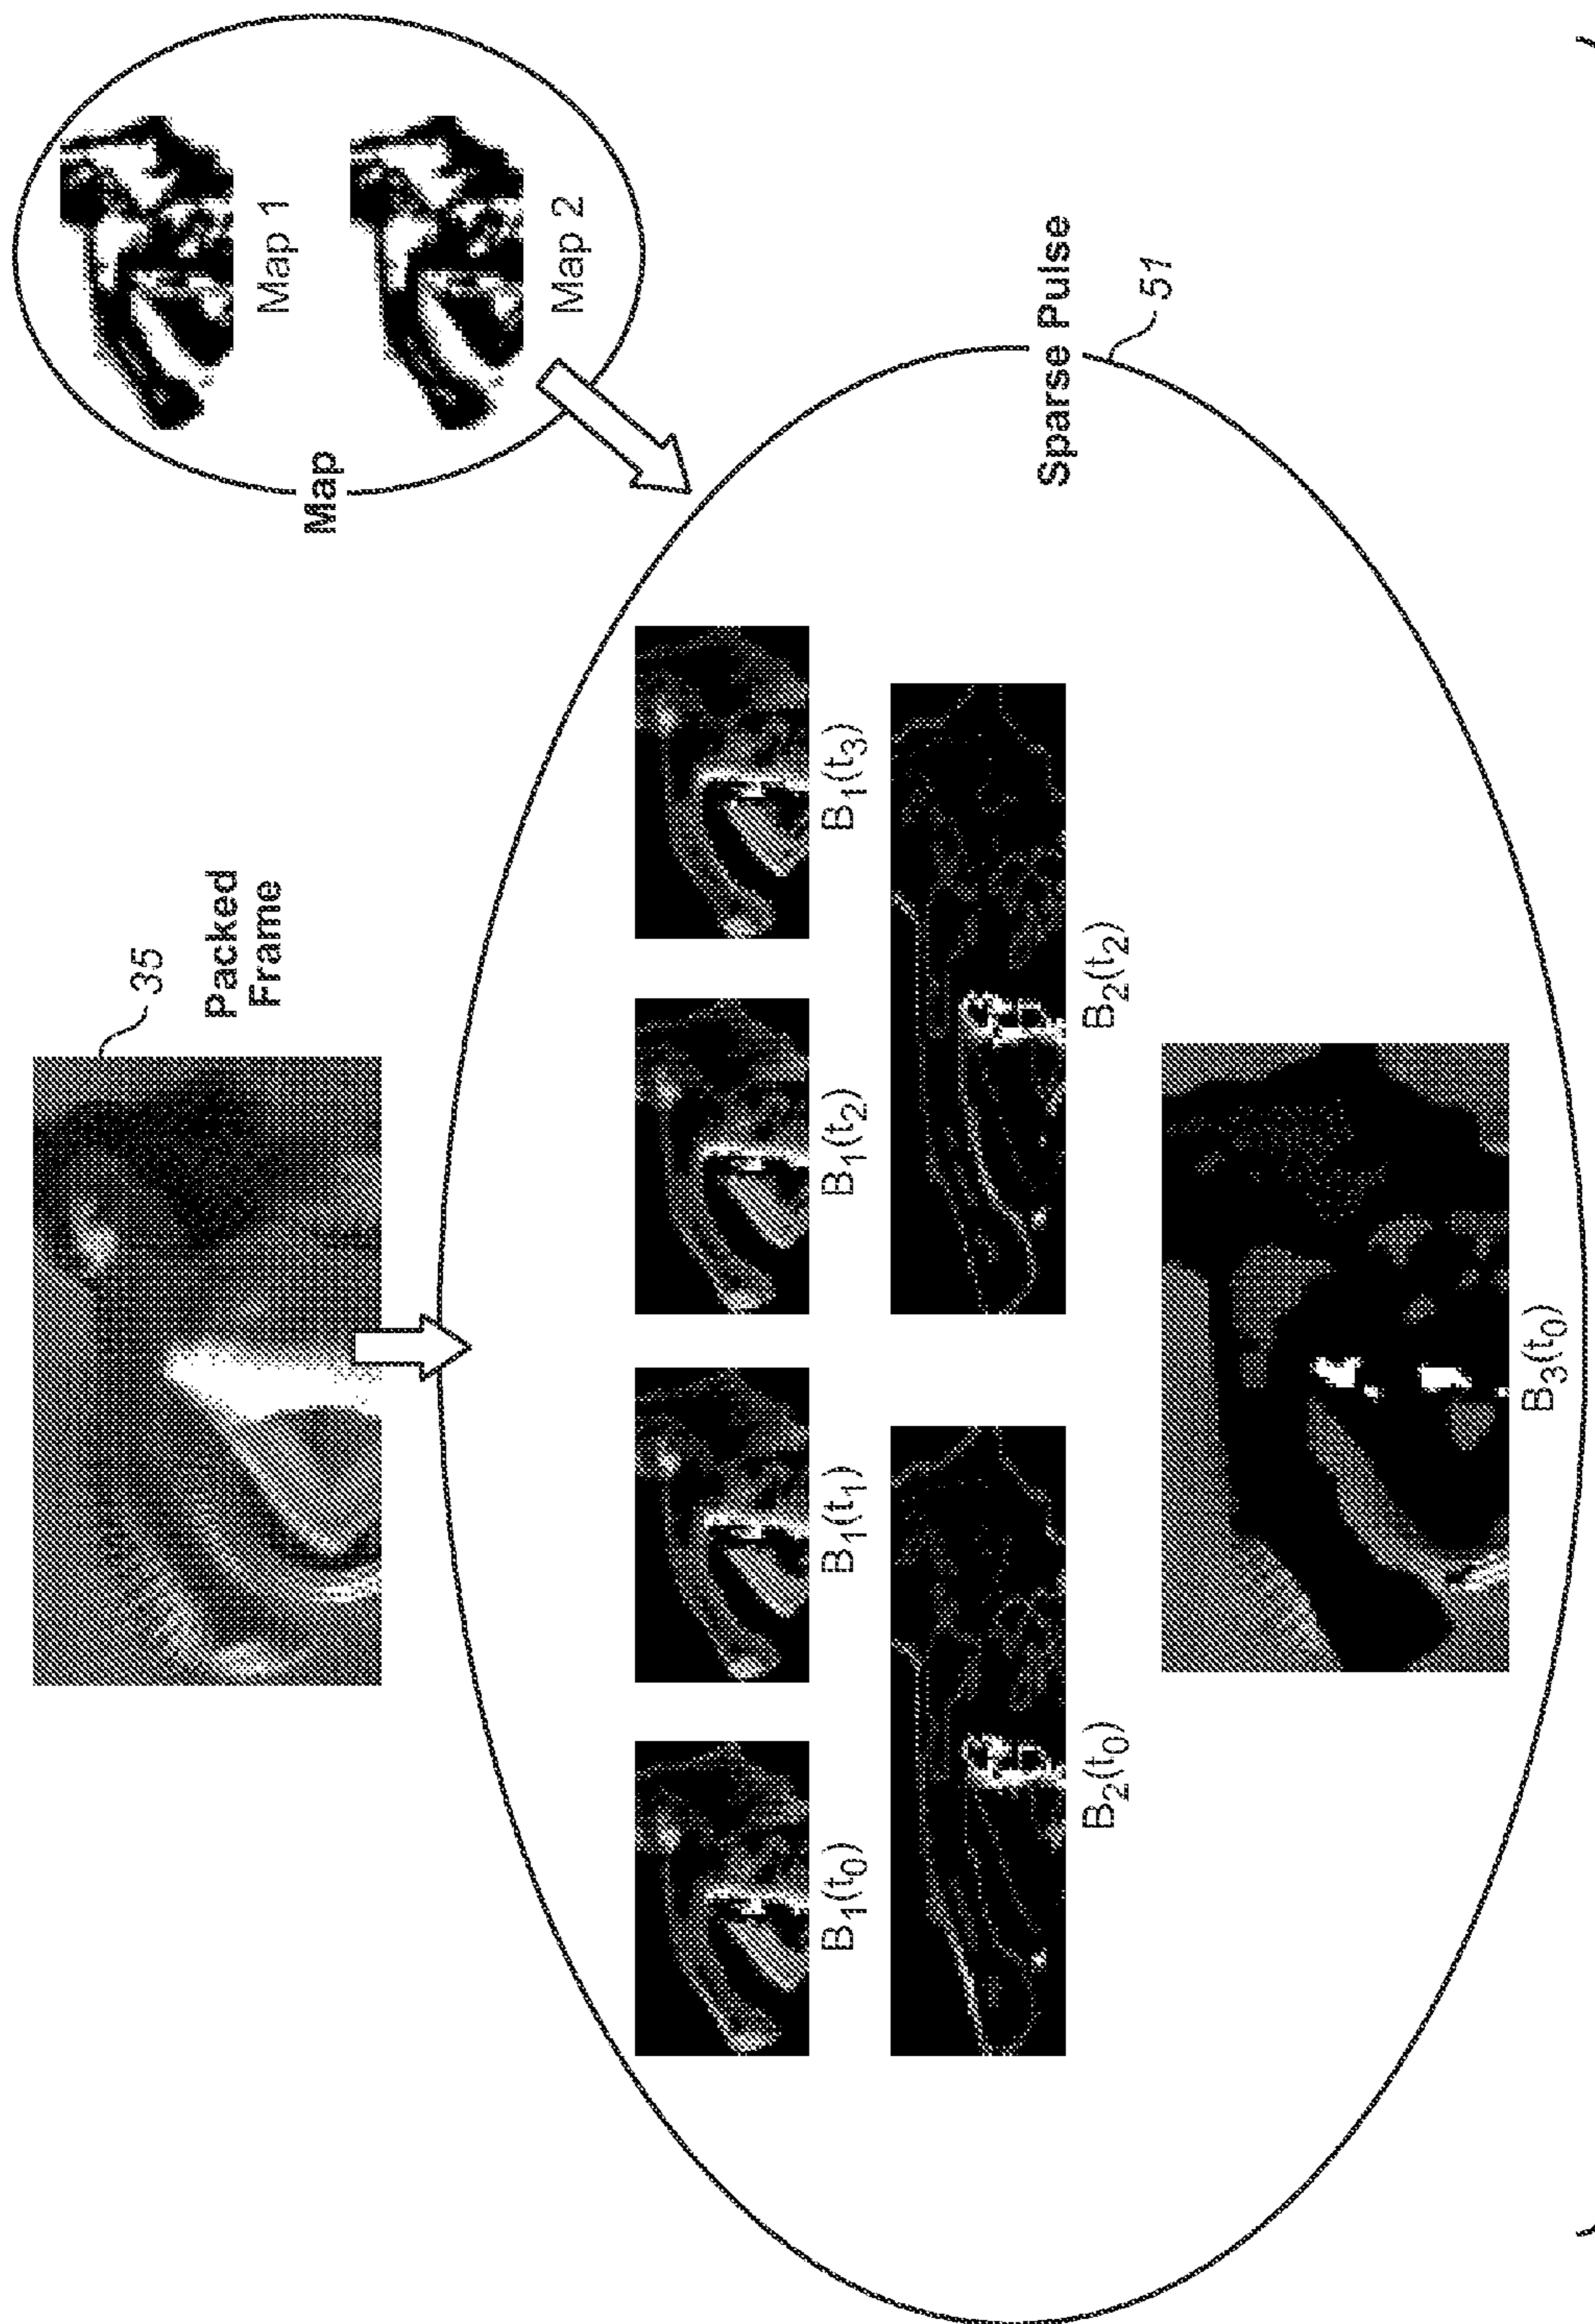 35
Packed
Frame
Map
Map 1
Map 2
Sparse Pulse
51
B₁(t₀)
B₁(t₁)
B₁(t₂)
B₁(t₃)
B₂(t₀)
B₂(t₂)
B₃(t₀)